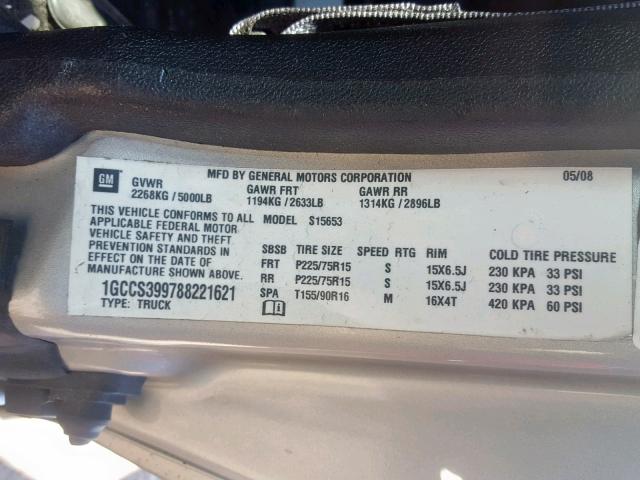 GM MFD BY GENERAL MOTORS CORPORATION 05/08
GVWR GAWR FRT GAWR RR
2268KG / 5000LB 1194KG / 2633LB 1314KG / 2896LB
THIS VEHICLE CONFORMS TO ALL MODEL S15653
APPLICABLE FEDERAL MOTOR
VEHICLE SAFETY AND THEFT
PREVENTION STANDARDS IN
EFFECT ON THE DATE OF
MANUFACTURE SHOWN ABOVE.
1GCCS399788221621
TYPE: TRUCK
SBSB TIRE SIZE SPEED RTG RIM COLD TIRE PRESSURE
FRT P225/75R15 S 15X6.5J 230 KPA 33 PSI
RR P225/75R15 S 15X6.5J 230 KPA 33 PSI
SPA T155/90R16 M 16X4T 420 KPA 60 PSI